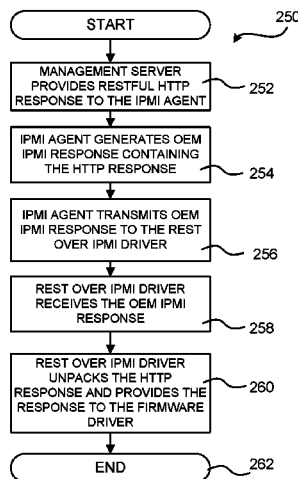 START
250
MANAGEMENT SERVER
PROVIDES RESTFUL HTTP
RESPONSE TO THE IPMI AGENT
252
IPMI AGENT GENERATES OEM
IPMI RESPONSE CONTAINING
THE HTTP RESPONSE
254
IPMI AGENT TRANSMITS OEM
IPMI RESPONSE TO THE REST
OVER IPMI DRIVER
256
REST OVER IPMI DRIVER
RECEIVES THE OEM IPMI
RESPONSE
258
REST OVER IPMI DRIVER
UNPACKS THE HTTP
RESPONSE AND PROVIDES THE
RESPONSE TO THE FIRMWARE
DRIVER
260
END
262